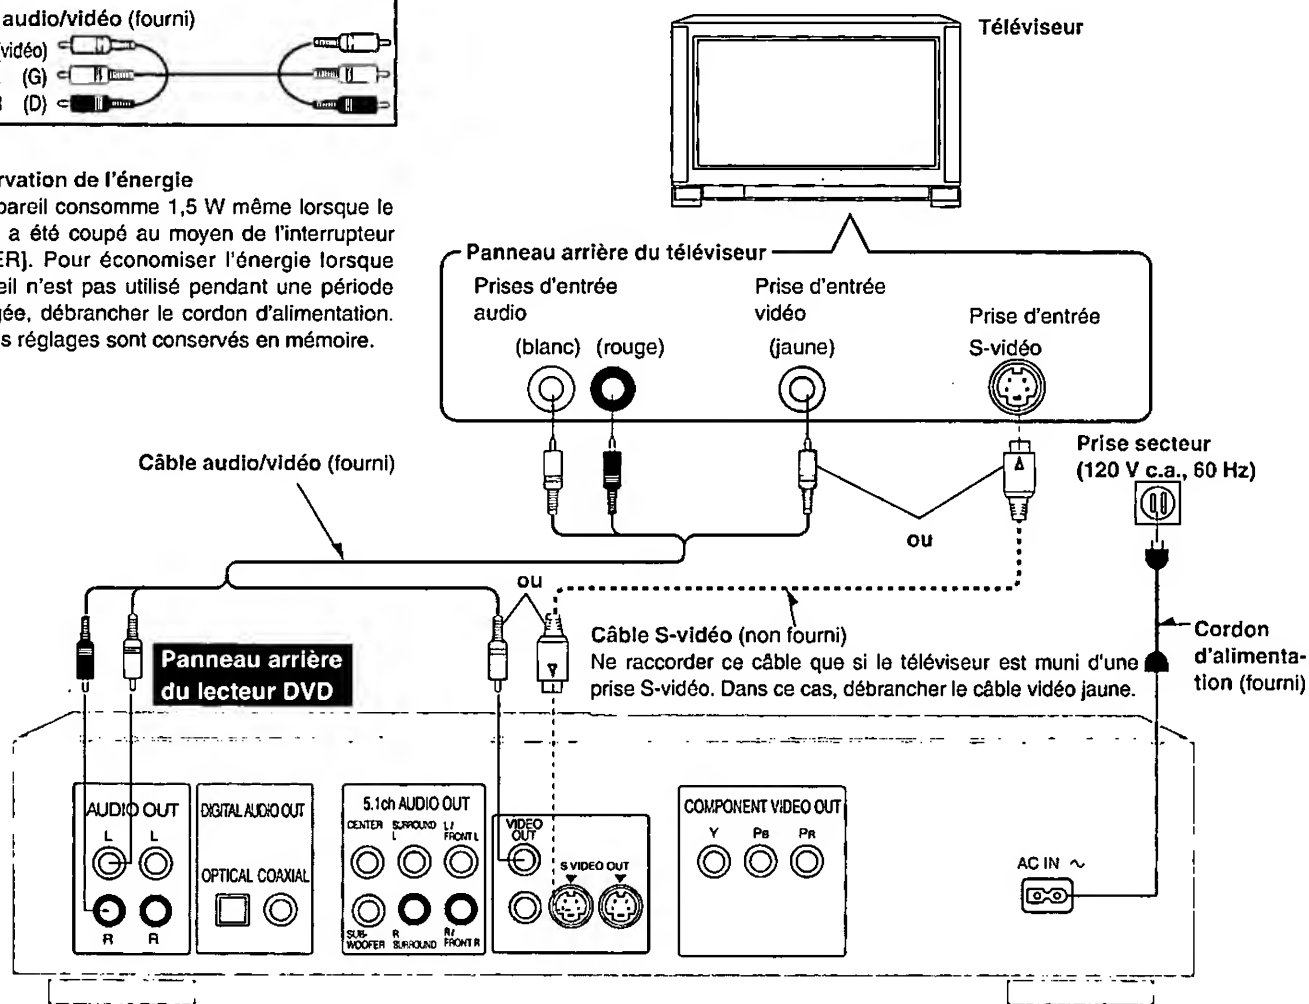 audio/vidéo (fourni)
vidéo)
(G)
(D)
rvation de l'énergie
pareil consomme 1,5 W même lorsque le
a été coupé au moyen de l'interrupteur
ER]. Pour économiser l'énergie lorsque
eil n'est pas utilisé pendant une période
gée, débrancher le cordon d'alimentation.
s réglages sont conservés en mémoire.
Téléviseur
Panneau arrière du téléviseur
Prises d'entrée
audio
(blanc) (rouge)
Prise d'entrée
vidéo
(jaune)
Prise d'entrée
S-vidéo
Câble audio/vidéo (fourni)
Prise secteur
(120 V c.a., 60 Hz)
ou
ou
Câble S-vidéo (non fourni)
Ne raccorder ce câble que si le téléviseur est muni d'une
prise S-vidéo. Dans ce cas, débrancher le câble vidéo jaune.
Cordon
d'alimenta-
tion (fourni)
Panneau arrière
du lecteur DVD
AUDIO OUT
L L
R R
DIGITAL AUDIO OUT
OPTICAL COAXIAL
5.1ch AUDIO OUT
CENTER SURROUND L /
L FRONT L
SUB- R R /
WOOFER SURROUND FRONT R
VIDEO
OUT
S VIDEO OUT
COMPONENT VIDEO OUT
Y PB PR
AC IN ∼